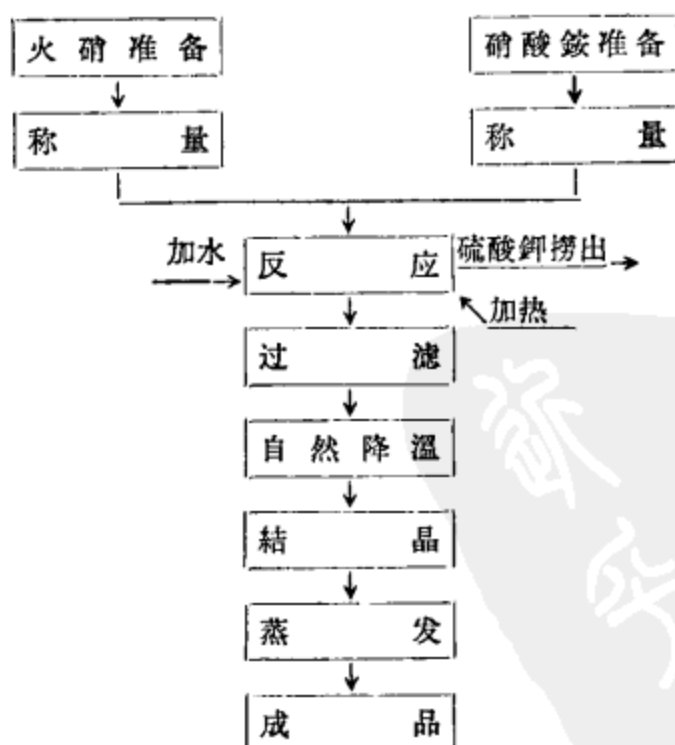 火硝准备
硝酸銨准备
称量
称量
加水
反应
硫酸鉀捞出
加热
过滤
自然降溫
結晶
蒸发
成品